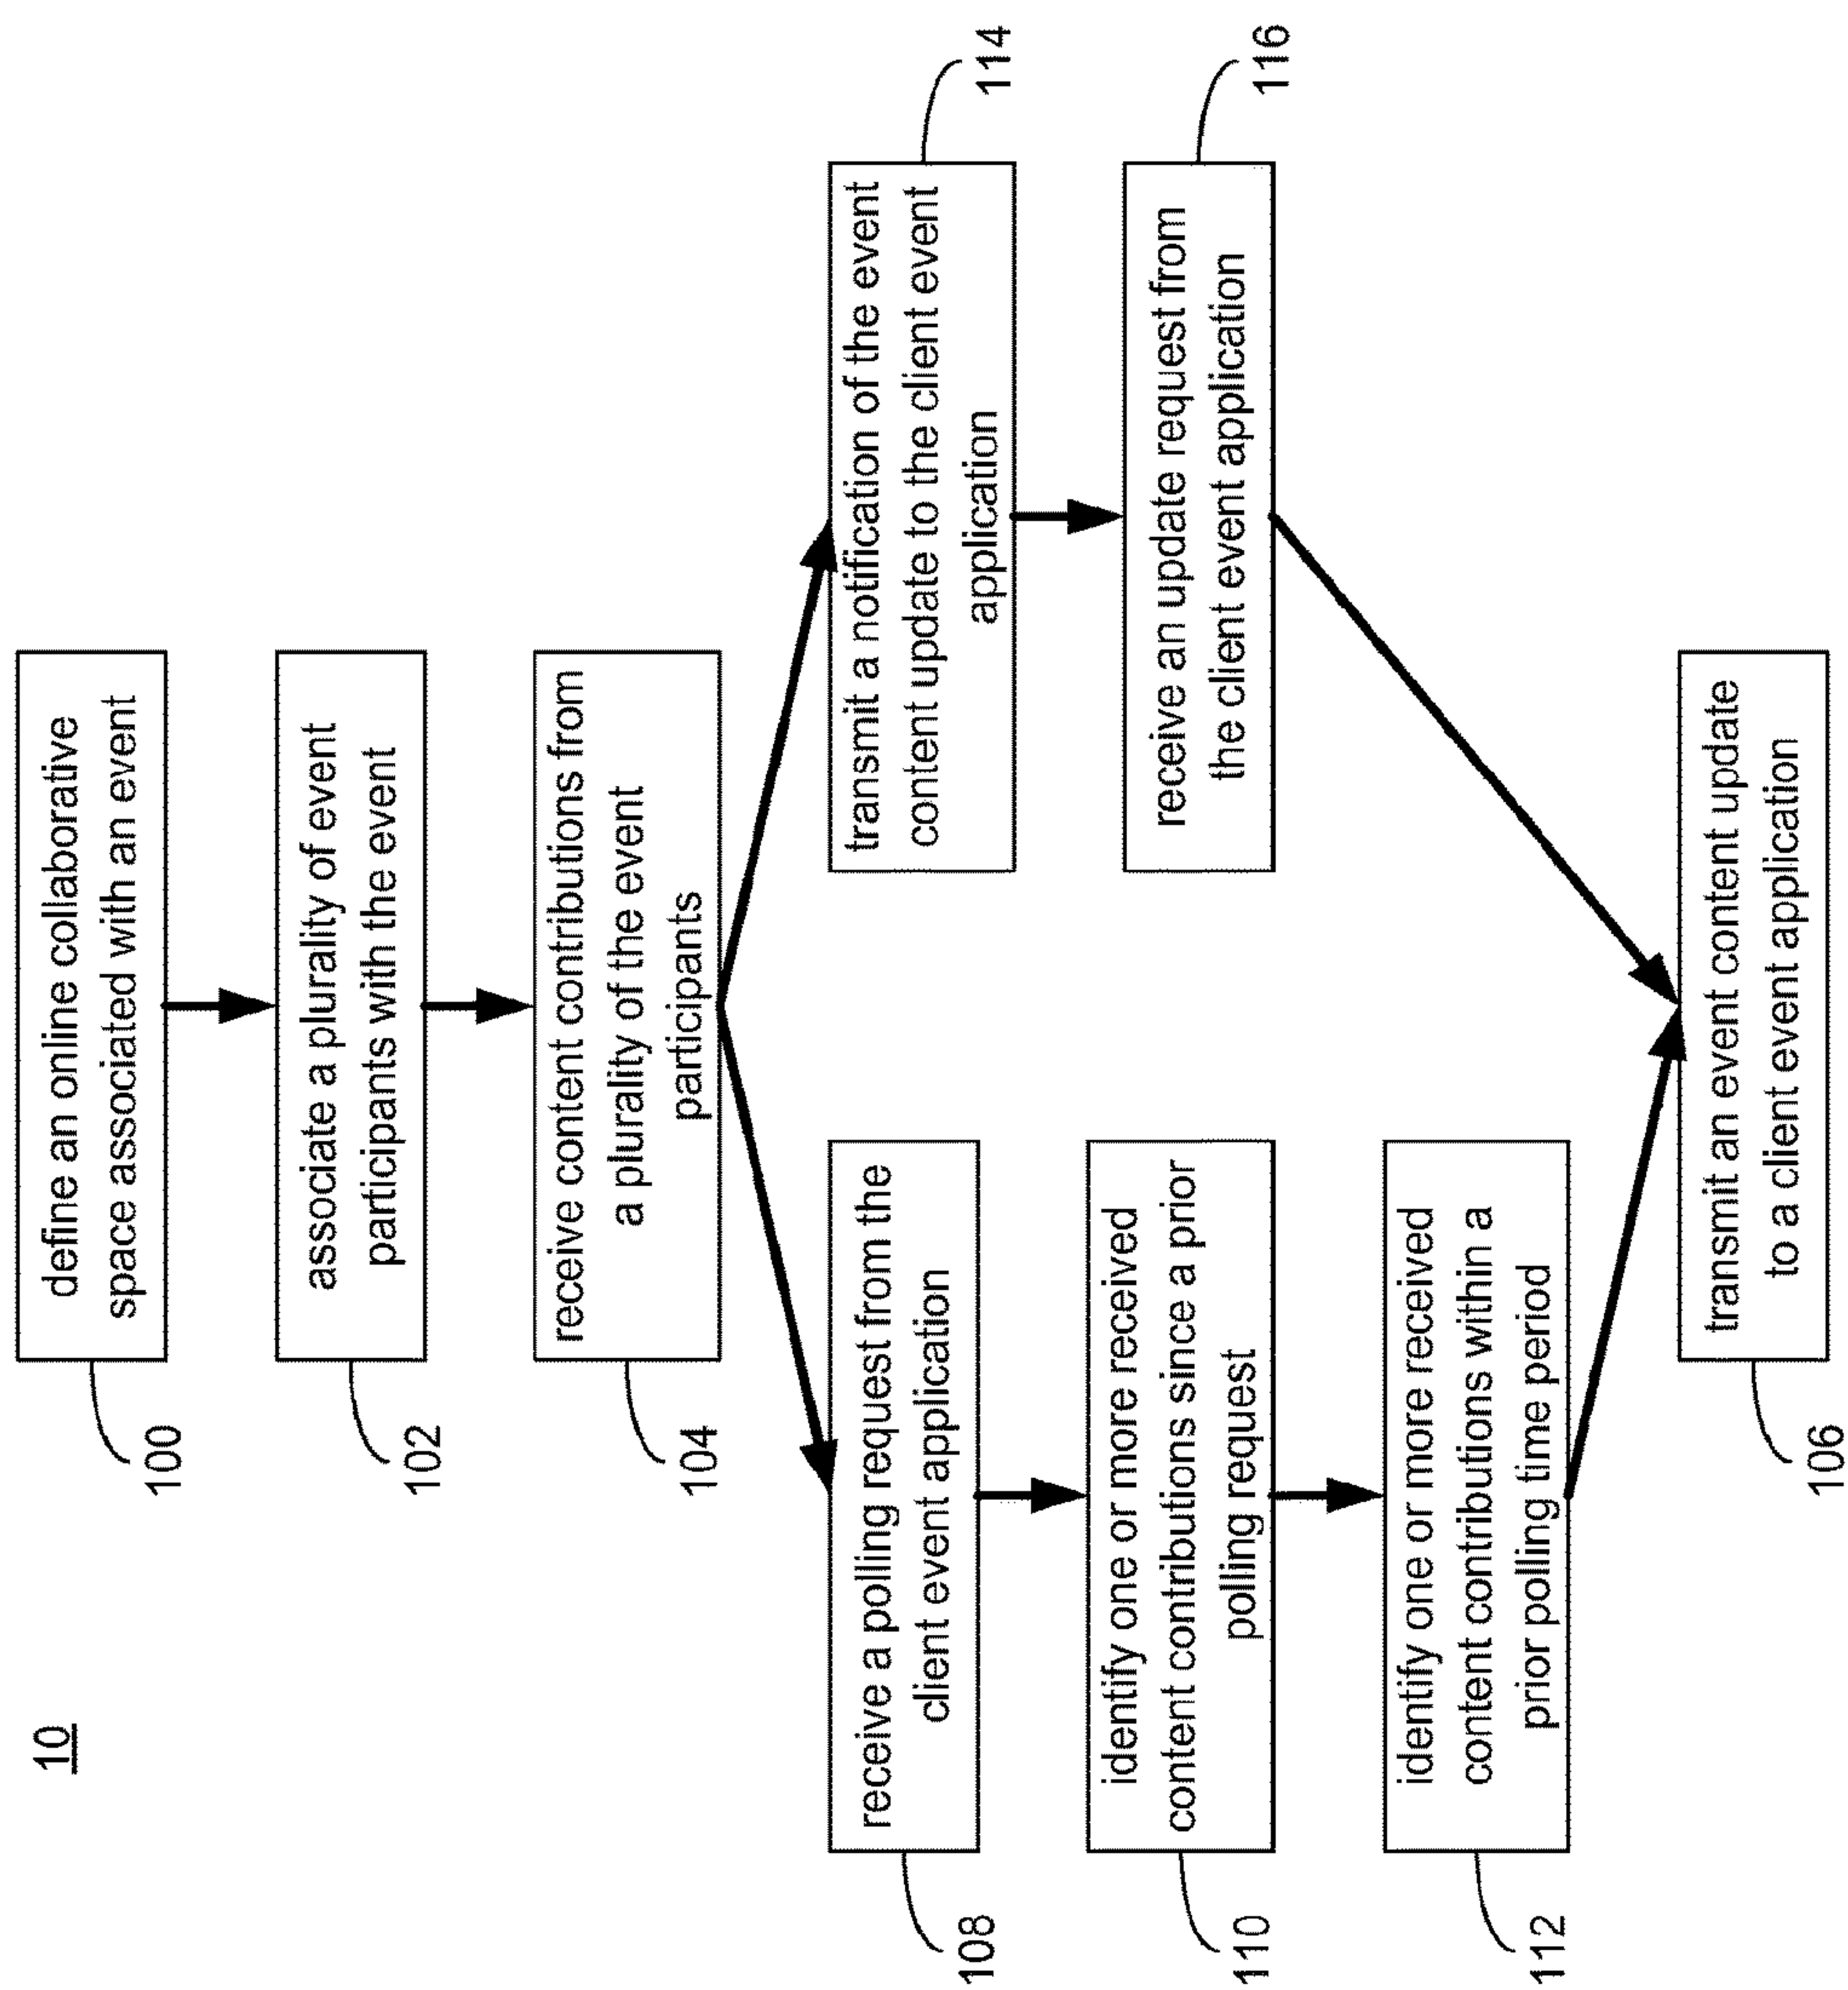 10
define an online collaborative
space associated with an event
100
associate a plurality of event
participants with the event
102
receive content contributions from
a plurality of the event
participants
104
receive a polling request from the
client event application
108
identify one or more received
content contributions since a prior
polling request
110
identify one or more received
content contributions within a
prior polling time period
112
transmit a notification of the event
content update to the client event
application
114
receive an update request from
the client event application
116
transmit an event content update
to a client event application
106